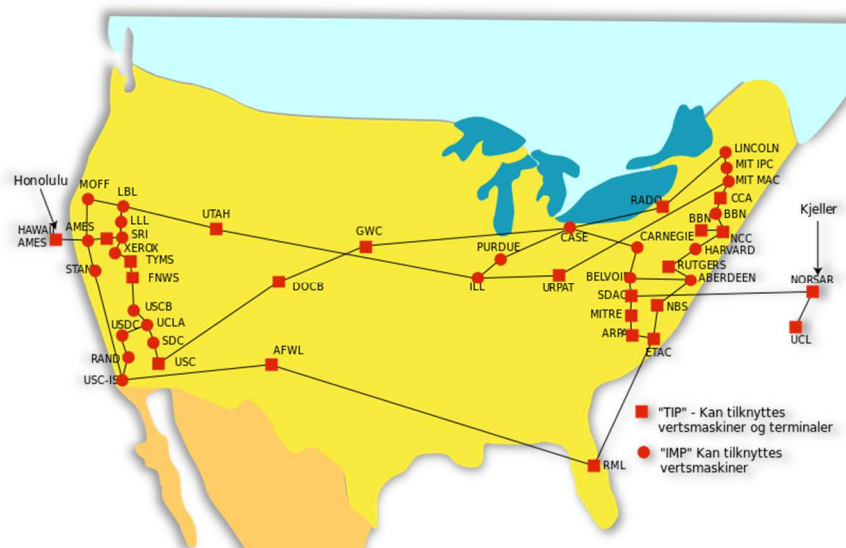 LINCOLN
MIT IPC
MIT MAC
Honolulu
MOFF
LBL
CCA
RADC
LLL
UTAH
BBN
BBN
Kjeller
HAWAII
AMES
AMES
SRI
GWC
CASE
CARNEGIE
NCC
XEROX
PURDUE
HARVARD
TYMS
RUTGERS
STAN
FNWS
DOCB
ILL
URPAT
BELVOIR
ABERDEEN
NORSAR
SDAC
USCB
NBS
USDC
UCLA
MITRE
SDC
ARPA
UCL
RAND
USC
AFWL
ETAC
USC-IS
"TIP" - Kan tilknyttes
vertsmaskiner og terminaler
"IMP" Kan tilknyttes
vertsmaskiner
RML